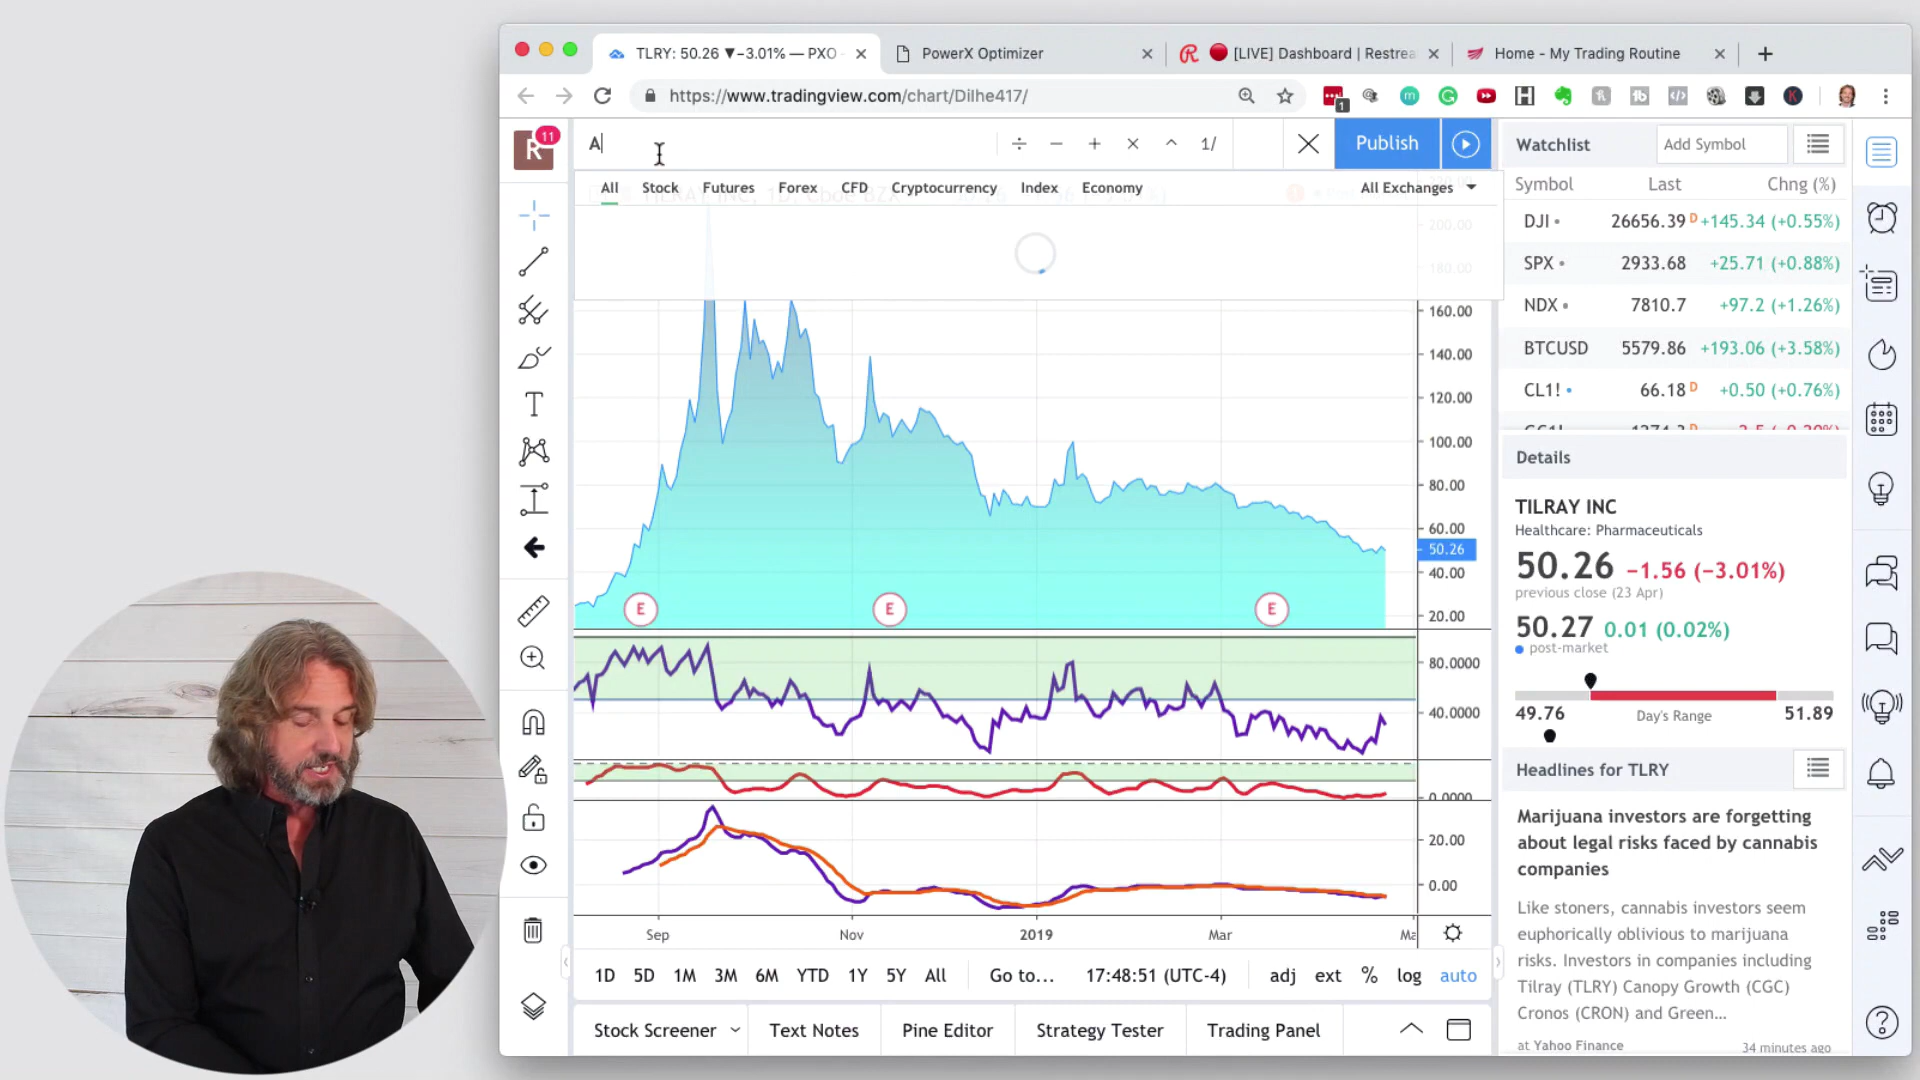 TLRY: 50.26 ▼−3.01% — PXO
PowerX Optimizer
[LIVE] Dashboard | Restrea
Home - My Trading Routine
https://www.tradingview.com/chart/Dilhe417/
1
R
11
A
÷ − + × ^ 1/
Publish
Watchlist
Add Symbol
All Stock Futures Forex CFD Cryptocurrency Index Economy
All Exchanges
Symbol Last Chng (%)
DJI 26656.39 D +145.34 (+0.55%)
SPX 2933.68 +25.71 (+0.88%)
NDX 7810.7 +97.2 (+1.26%)
BTCUSD 5579.86 +193.06 (+3.58%)
CL1! 66.18 D +0.50 (+0.76%)
200.00
180.00
160.00
140.00
120.00
100.00
80.00
60.00
50.26
40.00
20.00
E
E
E
80.0000
40.0000
0.0000
20.00
0.00
Sep Nov 2019 Mar Ma
1D 5D 1M 3M 6M YTD 1Y 5Y All Go to... 17:48:51 (UTC-4) adj ext % log auto
Stock Screener Text Notes Pine Editor Strategy Tester Trading Panel
Details
TILRAY INC
Healthcare: Pharmaceuticals
50.26 −1.56 (−3.01%)
previous close (23 Apr)
50.27 0.01 (0.02%)
post-market
49.76 Day's Range 51.89
Headlines for TLRY
Marijuana investors are forgetting
about legal risks faced by cannabis
companies
Like stoners, cannabis investors seem
euphorically oblivious to marijuana
risks. Investors in companies including
Tilray (TLRY) Canopy Growth (CGC)
Cronos (CRON) and Green...
at Yahoo Finance
34 minutes ago